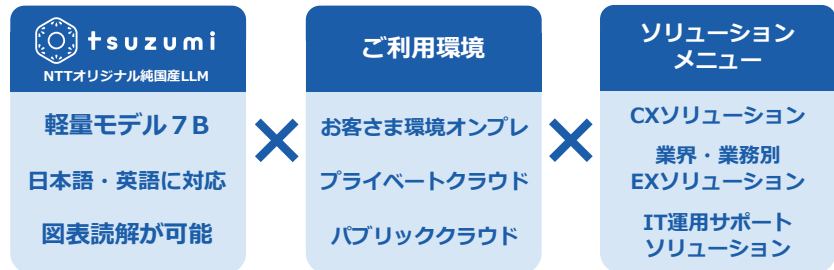 tsuzumi
NTTオリジナル純国産LLM
軽量モデル７B
日本語・英語に対応
図表読解が可能
×
ご利用環境
お客さま環境オンプレ
プライベートクラウド
パブリッククラウド
×
ソリューション
メニュー
CXソリューション
業界・業務別
EXソリューション
IT運用サポート
ソリューション